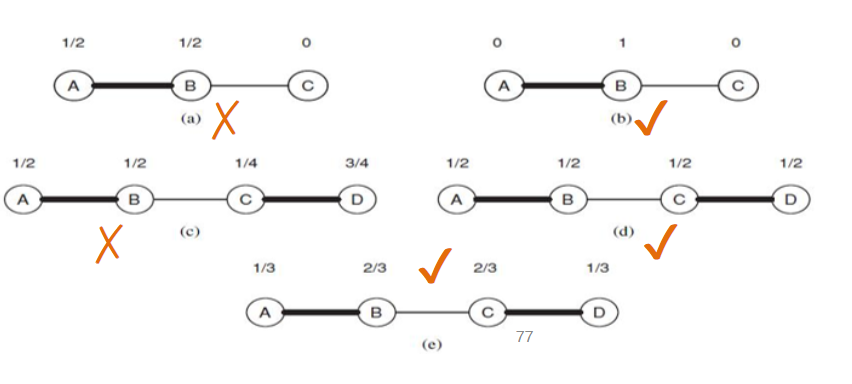 1/2 1/2 0
A B C
(a)
0 1 0
A B C
(b)
1/2 1/2 1/4 3/4
A B C D
(c)
1/2 1/2 1/2 1/2
A B C D
(d)
1/3 2/3 2/3 1/3
A B C D
77
(e)